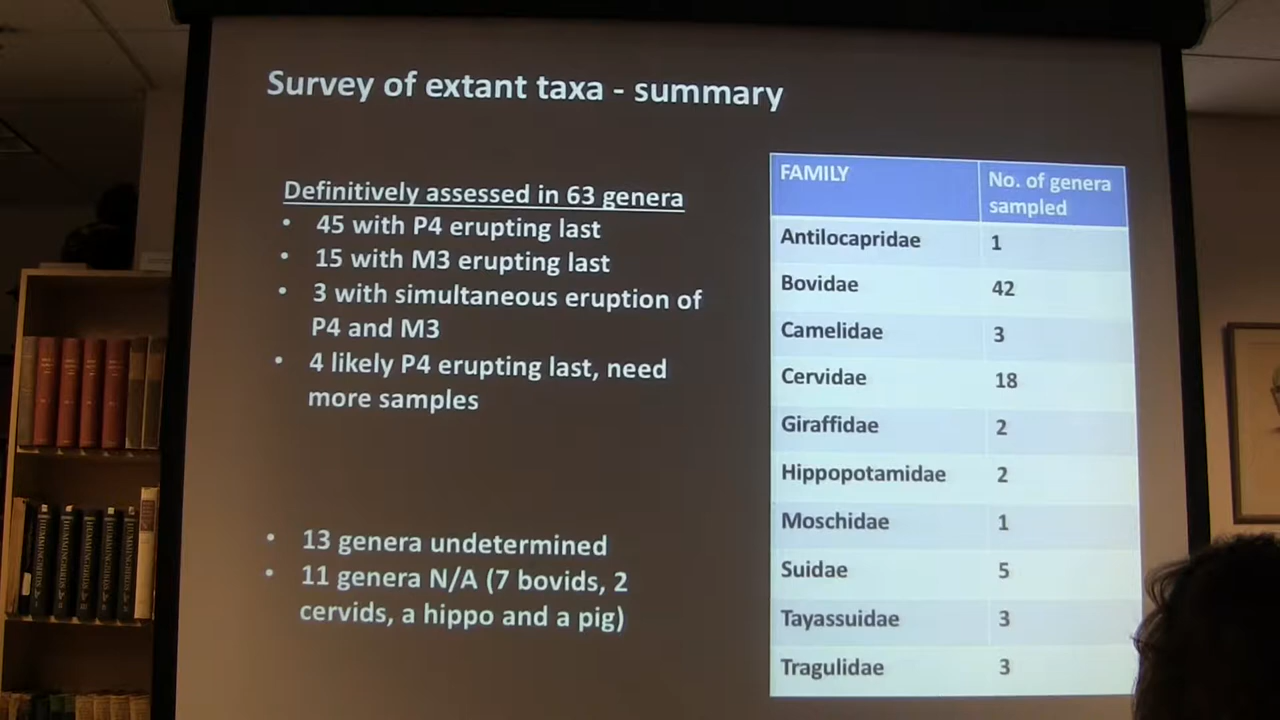 Survey of extant taxa - summary
Definitively assessed in 63 genera
• 45 with P4 erupting last
• 15 with M3 erupting last
• 3 with simultaneous eruption of
P4 and M3
• 4 likely P4 erupting last, need
more samples
• 13 genera undetermined
• 11 genera N/A (7 bovids, 2
cervids, a hippo and a pig)
FAMILY No. of genera
sampled
Antilocapridae 1
Bovidae 42
Camelidae 3
Cervidae 18
Giraffidae 2
Hippopotamidae 2
Moschidae 1
Suidae 5
Tayassuidae 3
Tragulidae 3